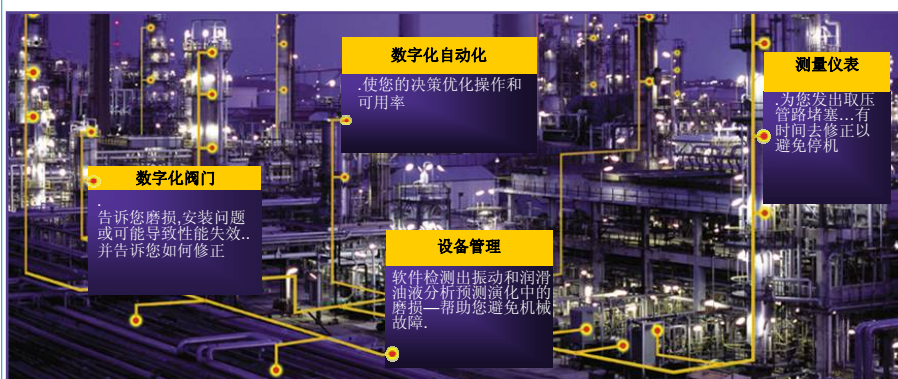 数字化自动化
.使您的决策优化操作和
可用率
测量仪表
.为您发出取压
管路堵塞...有
时间去修正以
避免停机
数字化阀门
.
告诉您磨损,安装问题
或可能导致性能失效..
并告诉您如何修正
设备管理
软件检测出振动和润滑
油液分析预测演化中的
磨损—帮助您避免机械
故障.